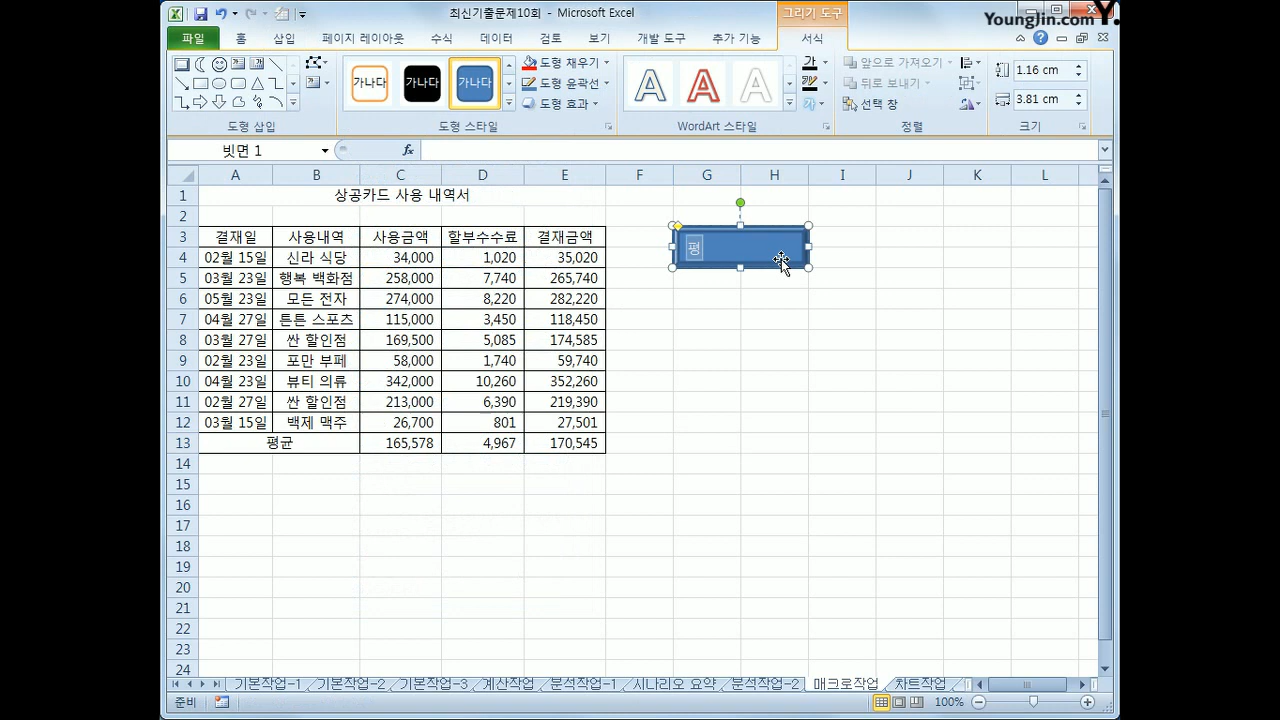 최신기출문제10회 - Microsoft Excel
그리기 도구
YoungJin.com Y.
파일 홈 삽입 페이지 레이아웃 수식 데이터 검토 보기 개발 도구 추가 기능 서식
가나다 가나다 가나다
도형 채우기
도형 윤곽선
도형 효과
가
앞으로 가져오기
뒤로 보내기
선택 창
1.16 cm
3.81 cm
도형 삽입 도형 스타일 WordArt 스타일 정렬 크기
빗면 1 fx
A B C D E F G H I J K L
1 상공카드 사용 내역서
2
3 결재일 사용내역 사용금액 할부수수료 결재금액
4 02월 15일 신라 식당 34,000 1,020 35,020
평
5 03월 23일 행복 백화점 258,000 7,740 265,740
6 05월 23일 모든 전자 274,000 8,220 282,220
7 04월 27일 튼튼 스포츠 115,000 3,450 118,450
8 03월 27일 싼 할인점 169,500 5,085 174,585
9 02월 23일 포만 부페 58,000 1,740 59,740
10 04월 23일 뷰티 의류 342,000 10,260 352,260
11 02월 27일 싼 할인점 213,000 6,390 219,390
12 03월 15일 백제 맥주 26,700 801 27,501
13 평균 165,578 4,967 170,545
14
15
16
17
18
19
20
21
22
23
24
기본작업-1 기본작업-2 기본작업-3 계산작업 분석작업-1 시나리오 요약 분석작업-2 매크로작업 차트작업
준비 100%